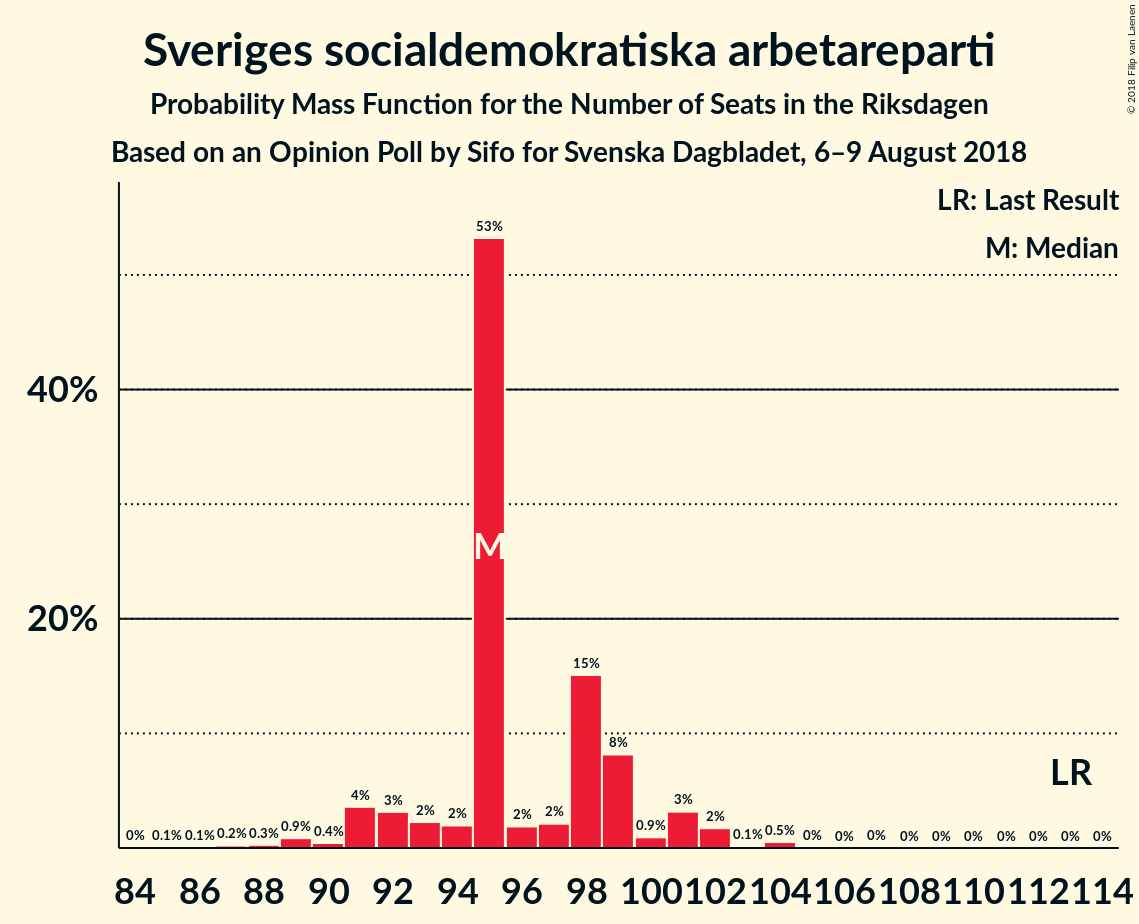 Sveriges socialdemokratiska arbetareparti
Probability Mass Function for the Number of Seats in the Riksdagen
Based on an Opinion Poll by Sifo for Svenska Dagbladet, 6–9 August 2018
© 2018 Filip van Laenen
LR: Last Result
M: Median
53%
40%
M
20%
15%
8%
LR
0% 0.1% 0.1% 0.2% 0.3% 0.9% 0.4% 4% 3% 2% 2% 2% 2% 0.9% 3% 2% 0.1% 0.5% 0% 0% 0% 0% 0% 0% 0% 0% 0% 0%
84 86 88 90 92 94 96 98 100 102 104 106 108 110 112 114